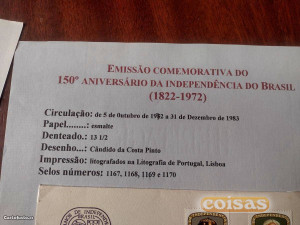 EMISSÃO COMEMORATIVA DO
150º ANIVERSÁRIO DA INDEPENDÊNCIA DO BRASIL
(1822-1972)
Circulação: de 5 de Outubro de 1982 a 31 de Dezembro de 1983
Papel........: esmalte
Denteado.: 13 1/2
Desenho...: Cândido da Costa Pinto
Impressão: litografados na Litografia de Portugal, Lisboa
Selos números: 1167, 1168, 1169 e 1170
coisas